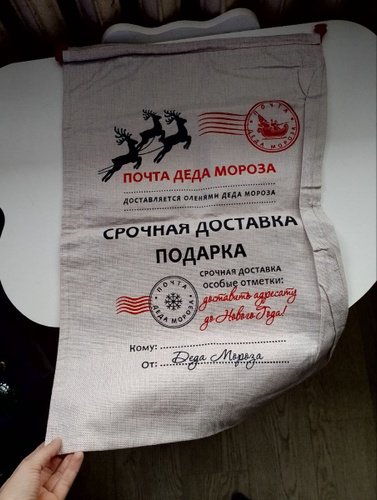 ПОЧТА
ДЕДА МОРОЗА
ПОЧТА ДЕДА МОРОЗА
ДОСТАВЛЯЕТСЯ ОЛЕНЯМИ ДЕДА МОРОЗА
СРОЧНАЯ ДОСТАВКА
ПОДАРКА
СРОЧНАЯ ДОСТАВКА
особые отметки:
доставить адресату
до Нового Года!
ПОЧТА
ДЕДА МОРОЗА
Кому:
От: Деда Мороза